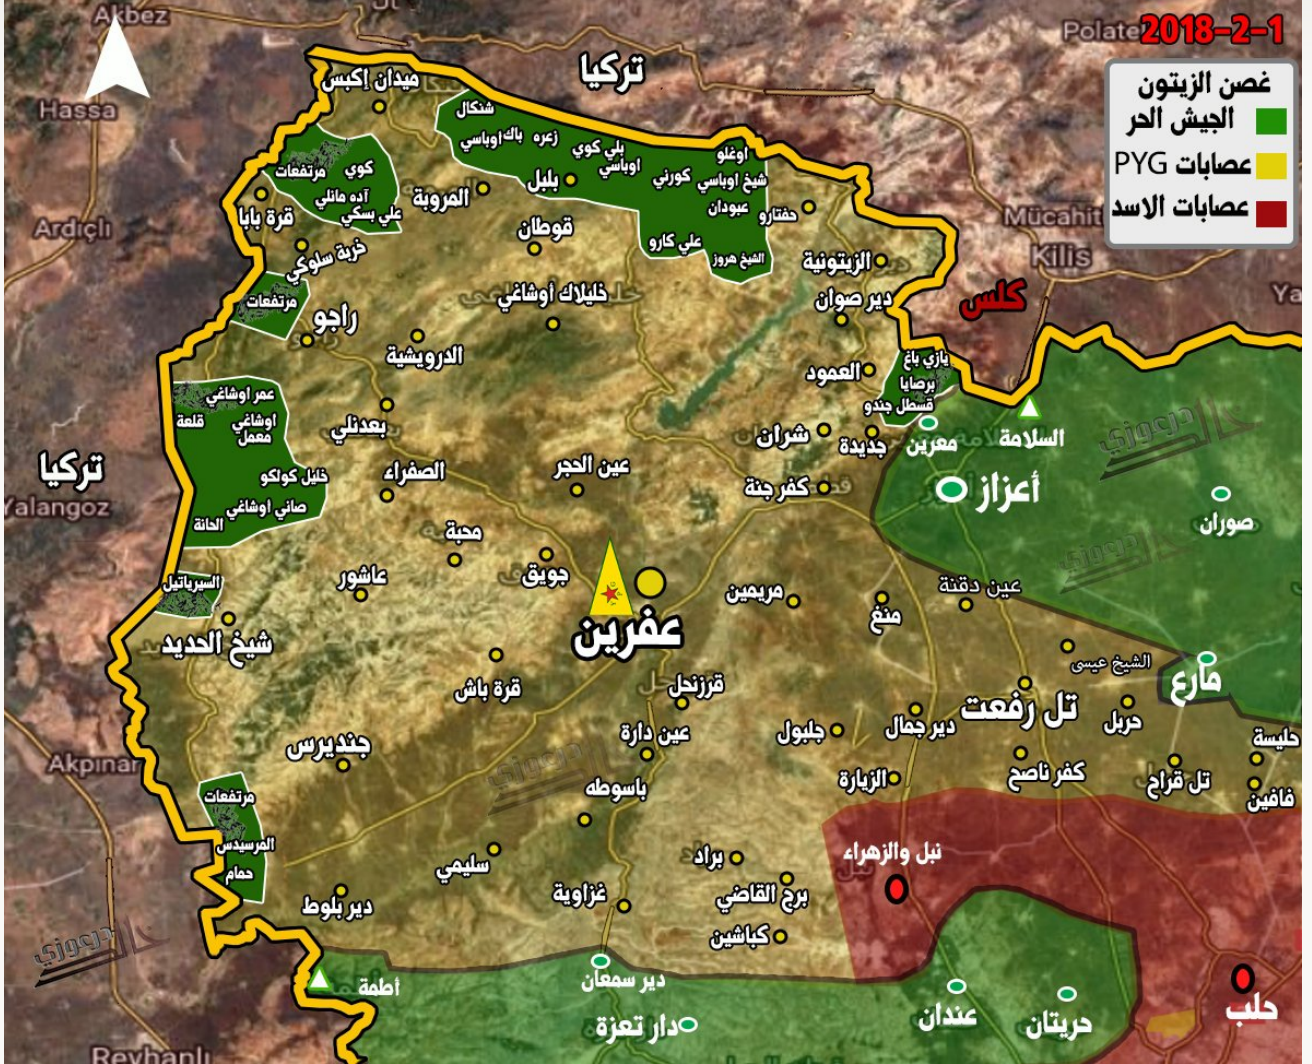 Akbez
Polate
2018-2-1
غصن الزيتون
الجيش الحر
عصابات PYG
عصابات الاسد
تركيا
ميدان إكبس
Hassa
شنكال
زعره
باك اوباسي
بلي كوي
اوباسي
اوغلو
شيخ اوباسي
كورني
عبودان
بلبل
مرتفعات
كوي
آده مانلي
علي بسكي
المروبة
حفتارو
قرة بابا
Ardıçlı
قوطان
علي كارو
الشيخ هروز
Mücahit
Kilis
خربة سلوكي
الزيتونية
مرتفعات
خليلاك أوشاغي
دير صوان
كلس
Ya
راجو
الدرويشية
يازي باغ
برصايا
قسطل جندو
العمود
عمر اوشاغي
قلعة
اوشاغي
معمل
بعدنلي
شران
جديدة
معرين
السلامة
تركيا
Yalangoz
خليل كولكو
الصفراء
عين الحجر
كفر جنة
أعزاز
صوران
صاني اوشاغي
الحانة
محبة
خالد درعوزي
السيرياتيل
عاشور
جويق
مريمين
منغ
عين دقنة
شيخ الحديد
عفرين
الشيخ عيسى
مارع
قرة باش
قرزنحل
تل رفعت
حربل
جنديرس
عين دارة
جلبول
دير جمال
حليسة
Akpınar
باسوطه
الزيارة
كفر ناصح
تل قراح
فافين
مرتفعات
المرسيدس
حمام
سليمي
براد
نبل والزهراء
برج القاضي
دير بلوط
غزاوية
كباشين
أطمة
دير سمعان
دار تعزة
عندان
حريتان
حلب
Reyhanlı